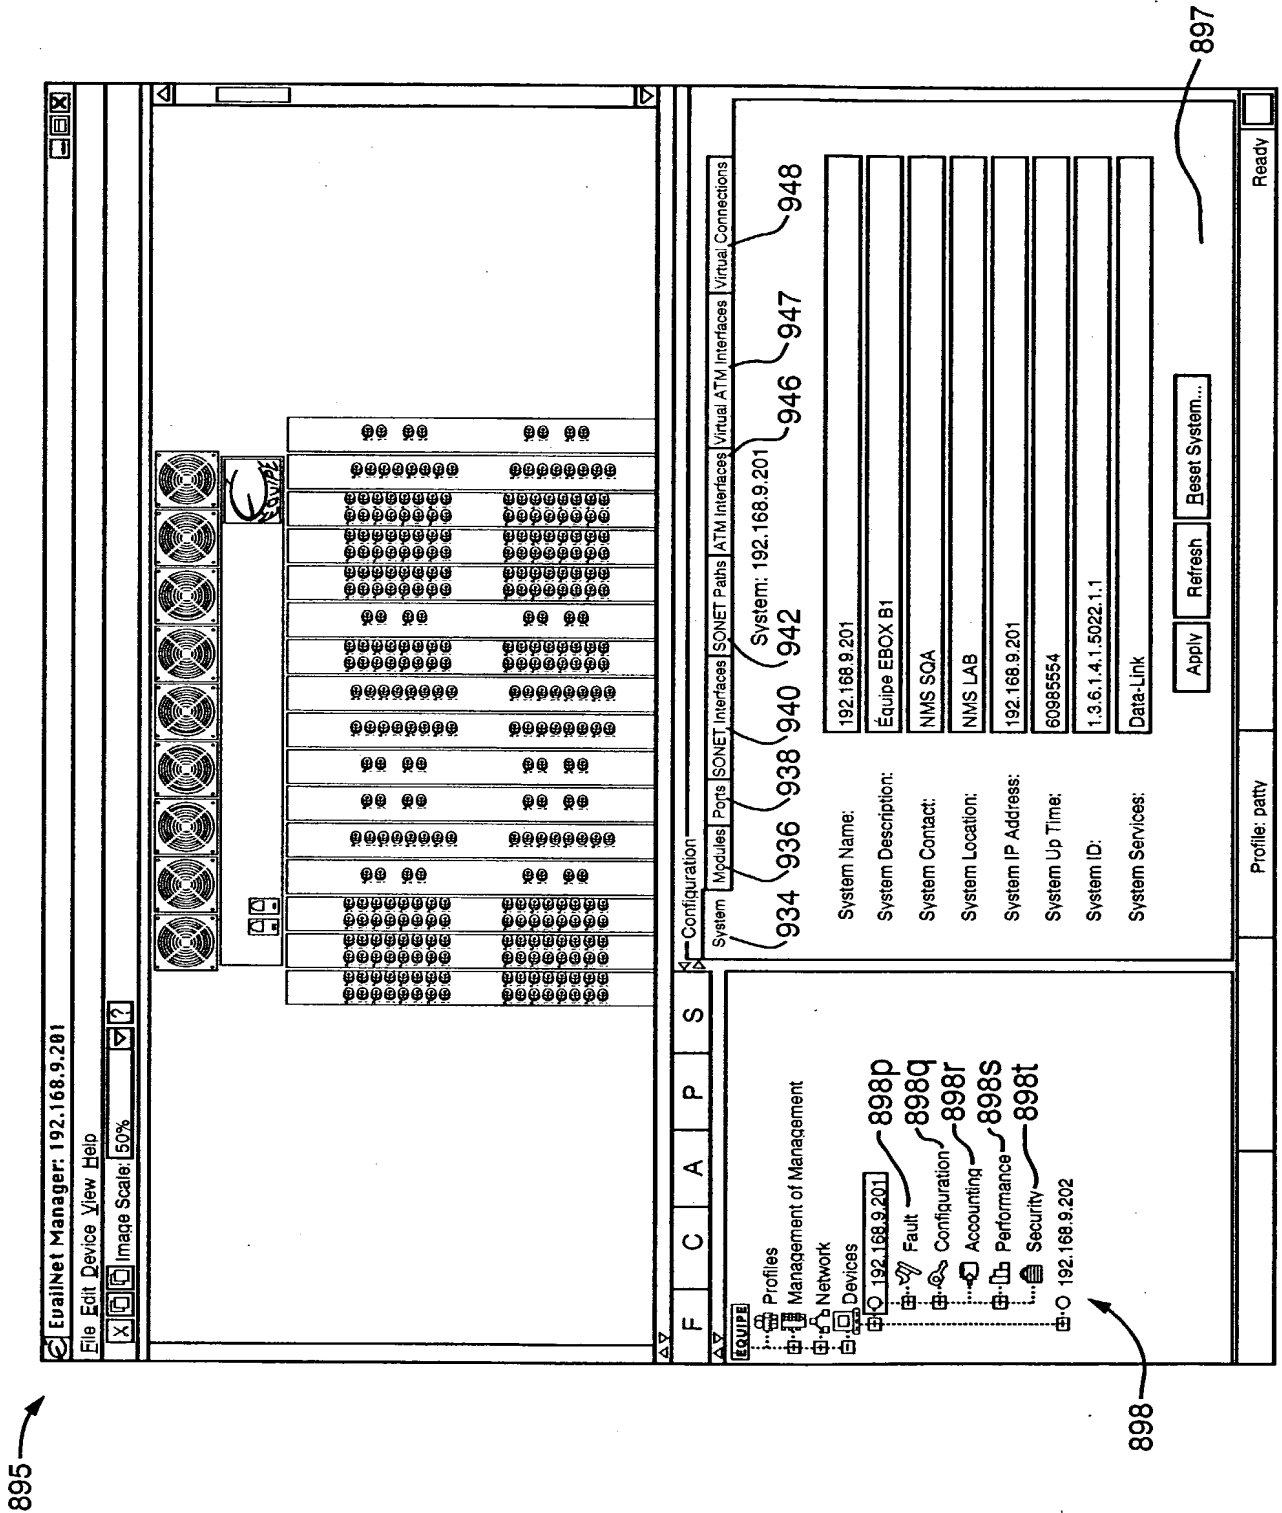 895
EuailNet Manager: 192.168.9.201
File Edit Device View Help
Image Scale: 50% ?
EQUIPE
F C A P S
EQUIPE
Profiles
Management of Management
Network
Devices
192.168.9.201
Fault
Configuration
Accounting
Performance
Security
192.168.9.202
898p
898q
898r
898s
898t
898
Configuration
System Modules Ports SONET Interfaces SONET Paths ATM Interfaces Virtual ATM Interfaces Virtual Connections
934 936 938 940 942 946 947 948
System: 192.168.9.201
System Name: 192.168.9.201
System Description: Équipe EBOX B1
System Contact: NMS SQA
System Location: NMS LAB
System IP Address: 192.168.9.201
System Up Time: 60985554
System ID: 1.3.6.1.4.1.5022.1.1
System Services: Data-Link
Apply Refresh Reset System...
897
Profile: patty
Ready